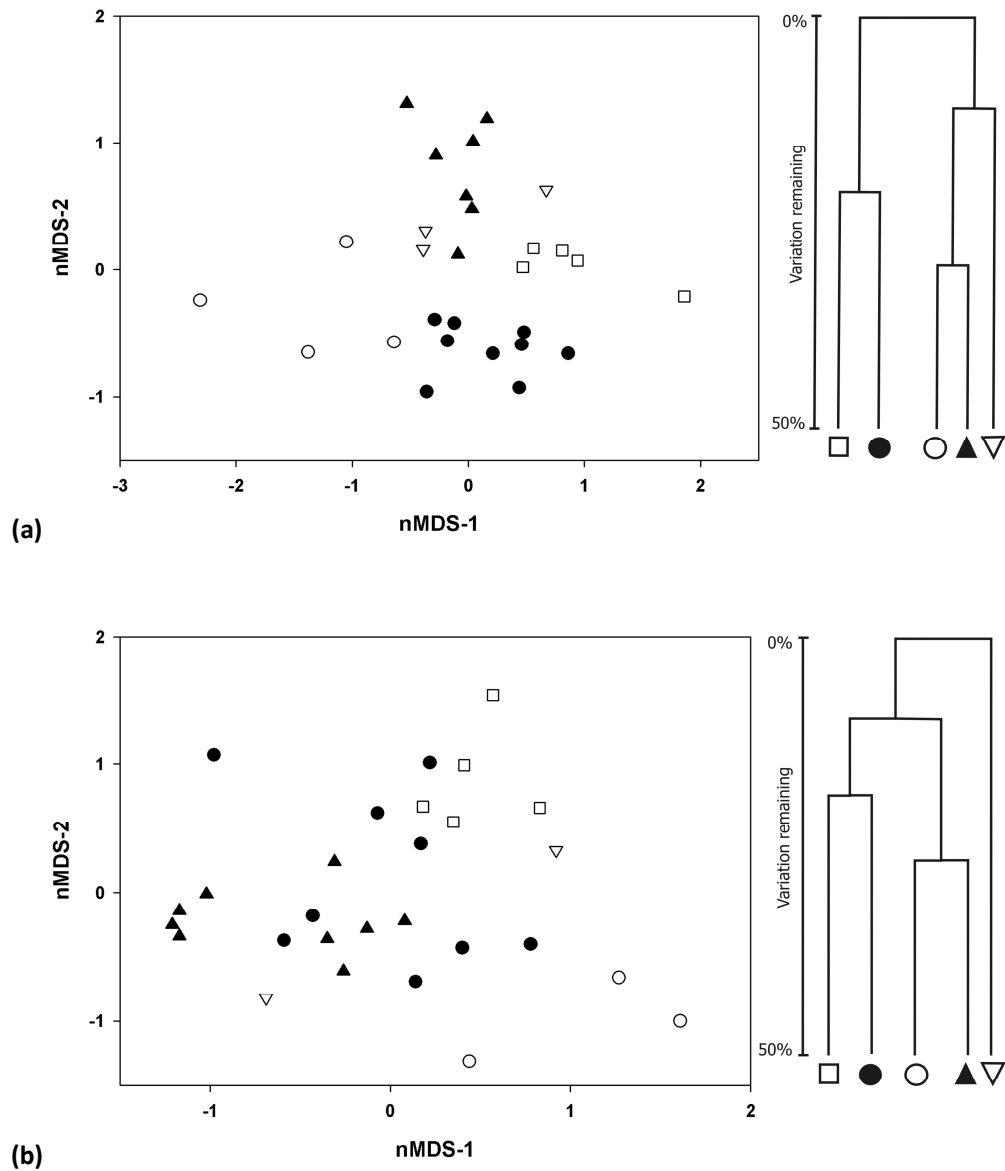 2
1
0
-1
nMDS-2
-3
-2
-1
0
1
2
nMDS-1
(a)
0%
Variation remaining
50%
2
1
0
-1
nMDS-2
-1
0
1
2
nMDS-1
(b)
0%
Variation remaining
50%